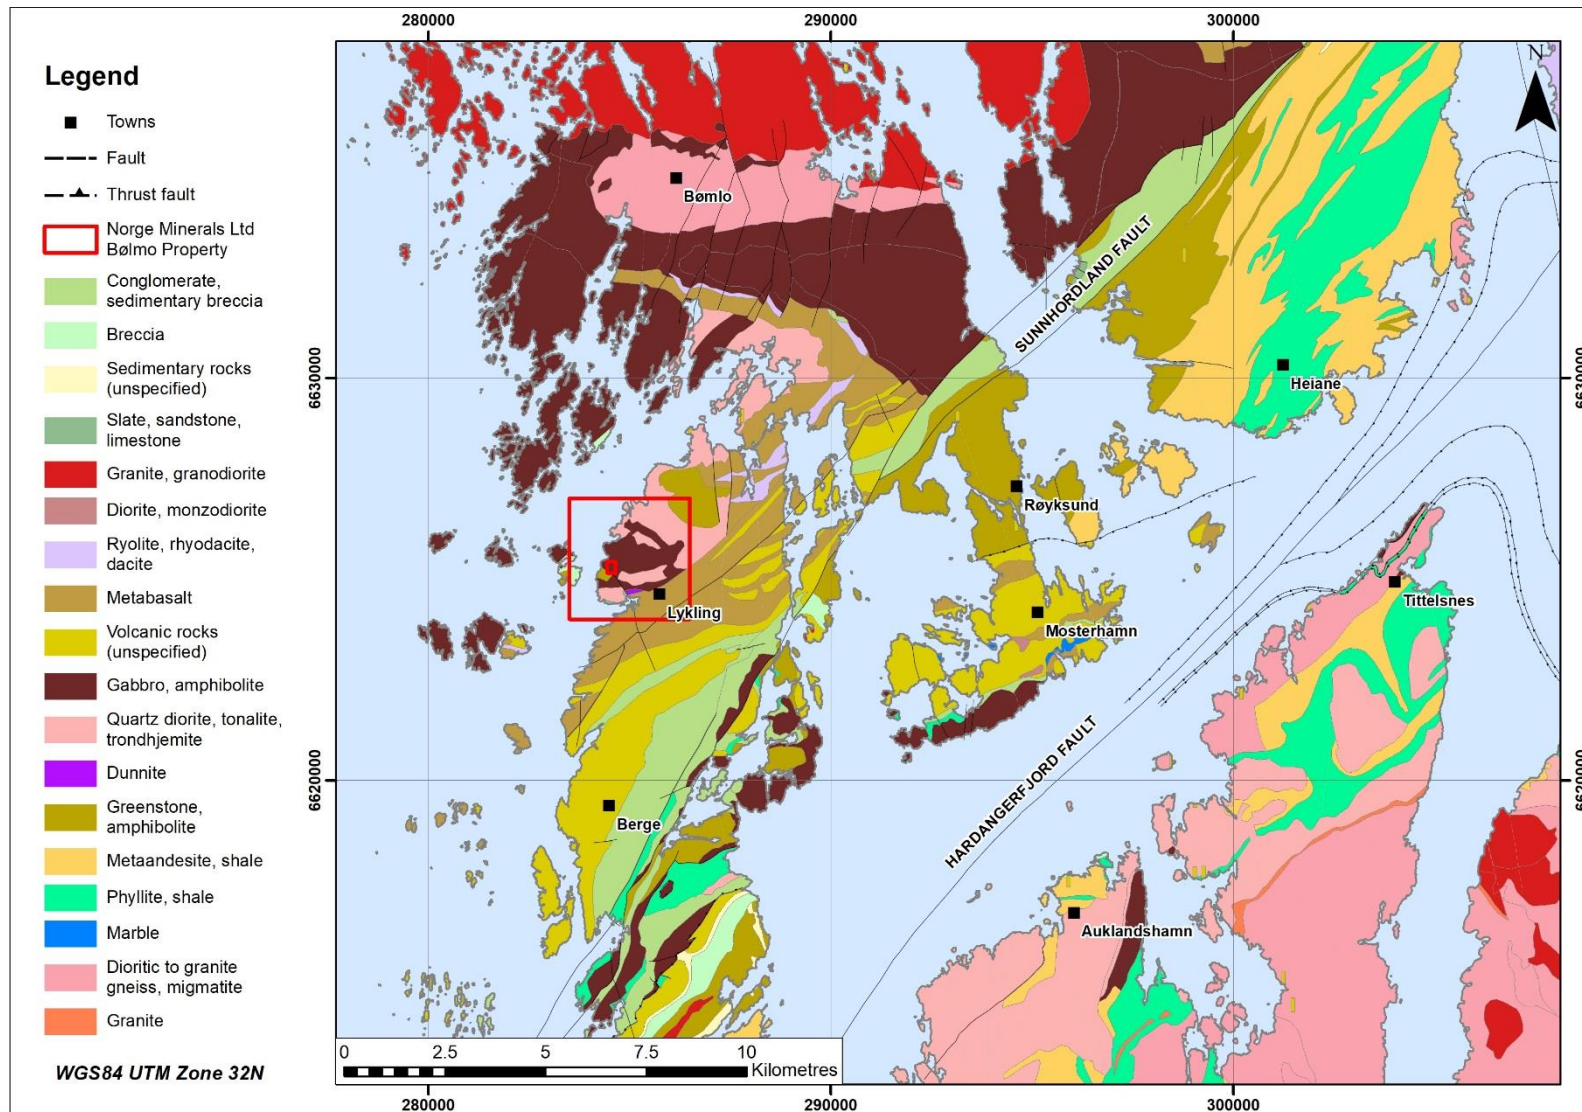 280000
290000
300000
Legend
Towns
Fault
Thrust fault
Norge Minerals Ltd
Bølmo Property
Conglomerate,
sedimentary breccia
Breccia
Sedimentary rocks
(unspecified)
Slate, sandstone,
limestone
Granite, granodiorite
Diorite, monzodiorite
Ryolite, rhyodacite,
dacite
Metabasalt
Volcanic rocks
(unspecified)
Gabbro, amphibolite
Quartz diorite, tonalite,
trondhjemite
Dunnite
Greenstone,
amphibolite
Metaandesite, shale
Phyllite, shale
Marble
Dioritic to granite
gneiss, migmatite
Granite
WGS84 UTM Zone 32N
N
Bømlo
SUNNHORDLAND FAULT
6630000
6630000
Heiane
Røyksund
Lykling
Mosterhamn
Tittelsnes
6620000
6620000
HARDANGERFJORD FAULT
Berge
Auklandshamn
0 2.5 5 7.5 10
Kilometres
280000
290000
300000